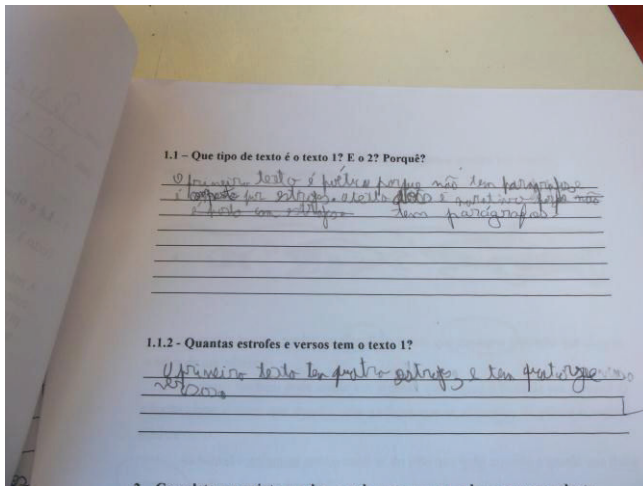 1.1 – Que tipo de texto é o texto 1? E o 2? Porquê?
O primeiro texto é poético porque não tem paragrafos e
é composto por estrofes. o texto dois é narativo porque não
tem parágrafos
1.1.2 - Quantas estrofes e versos tem o texto 1?
O primeiro texto tem quatro estrofes, e tem quatorze
versos